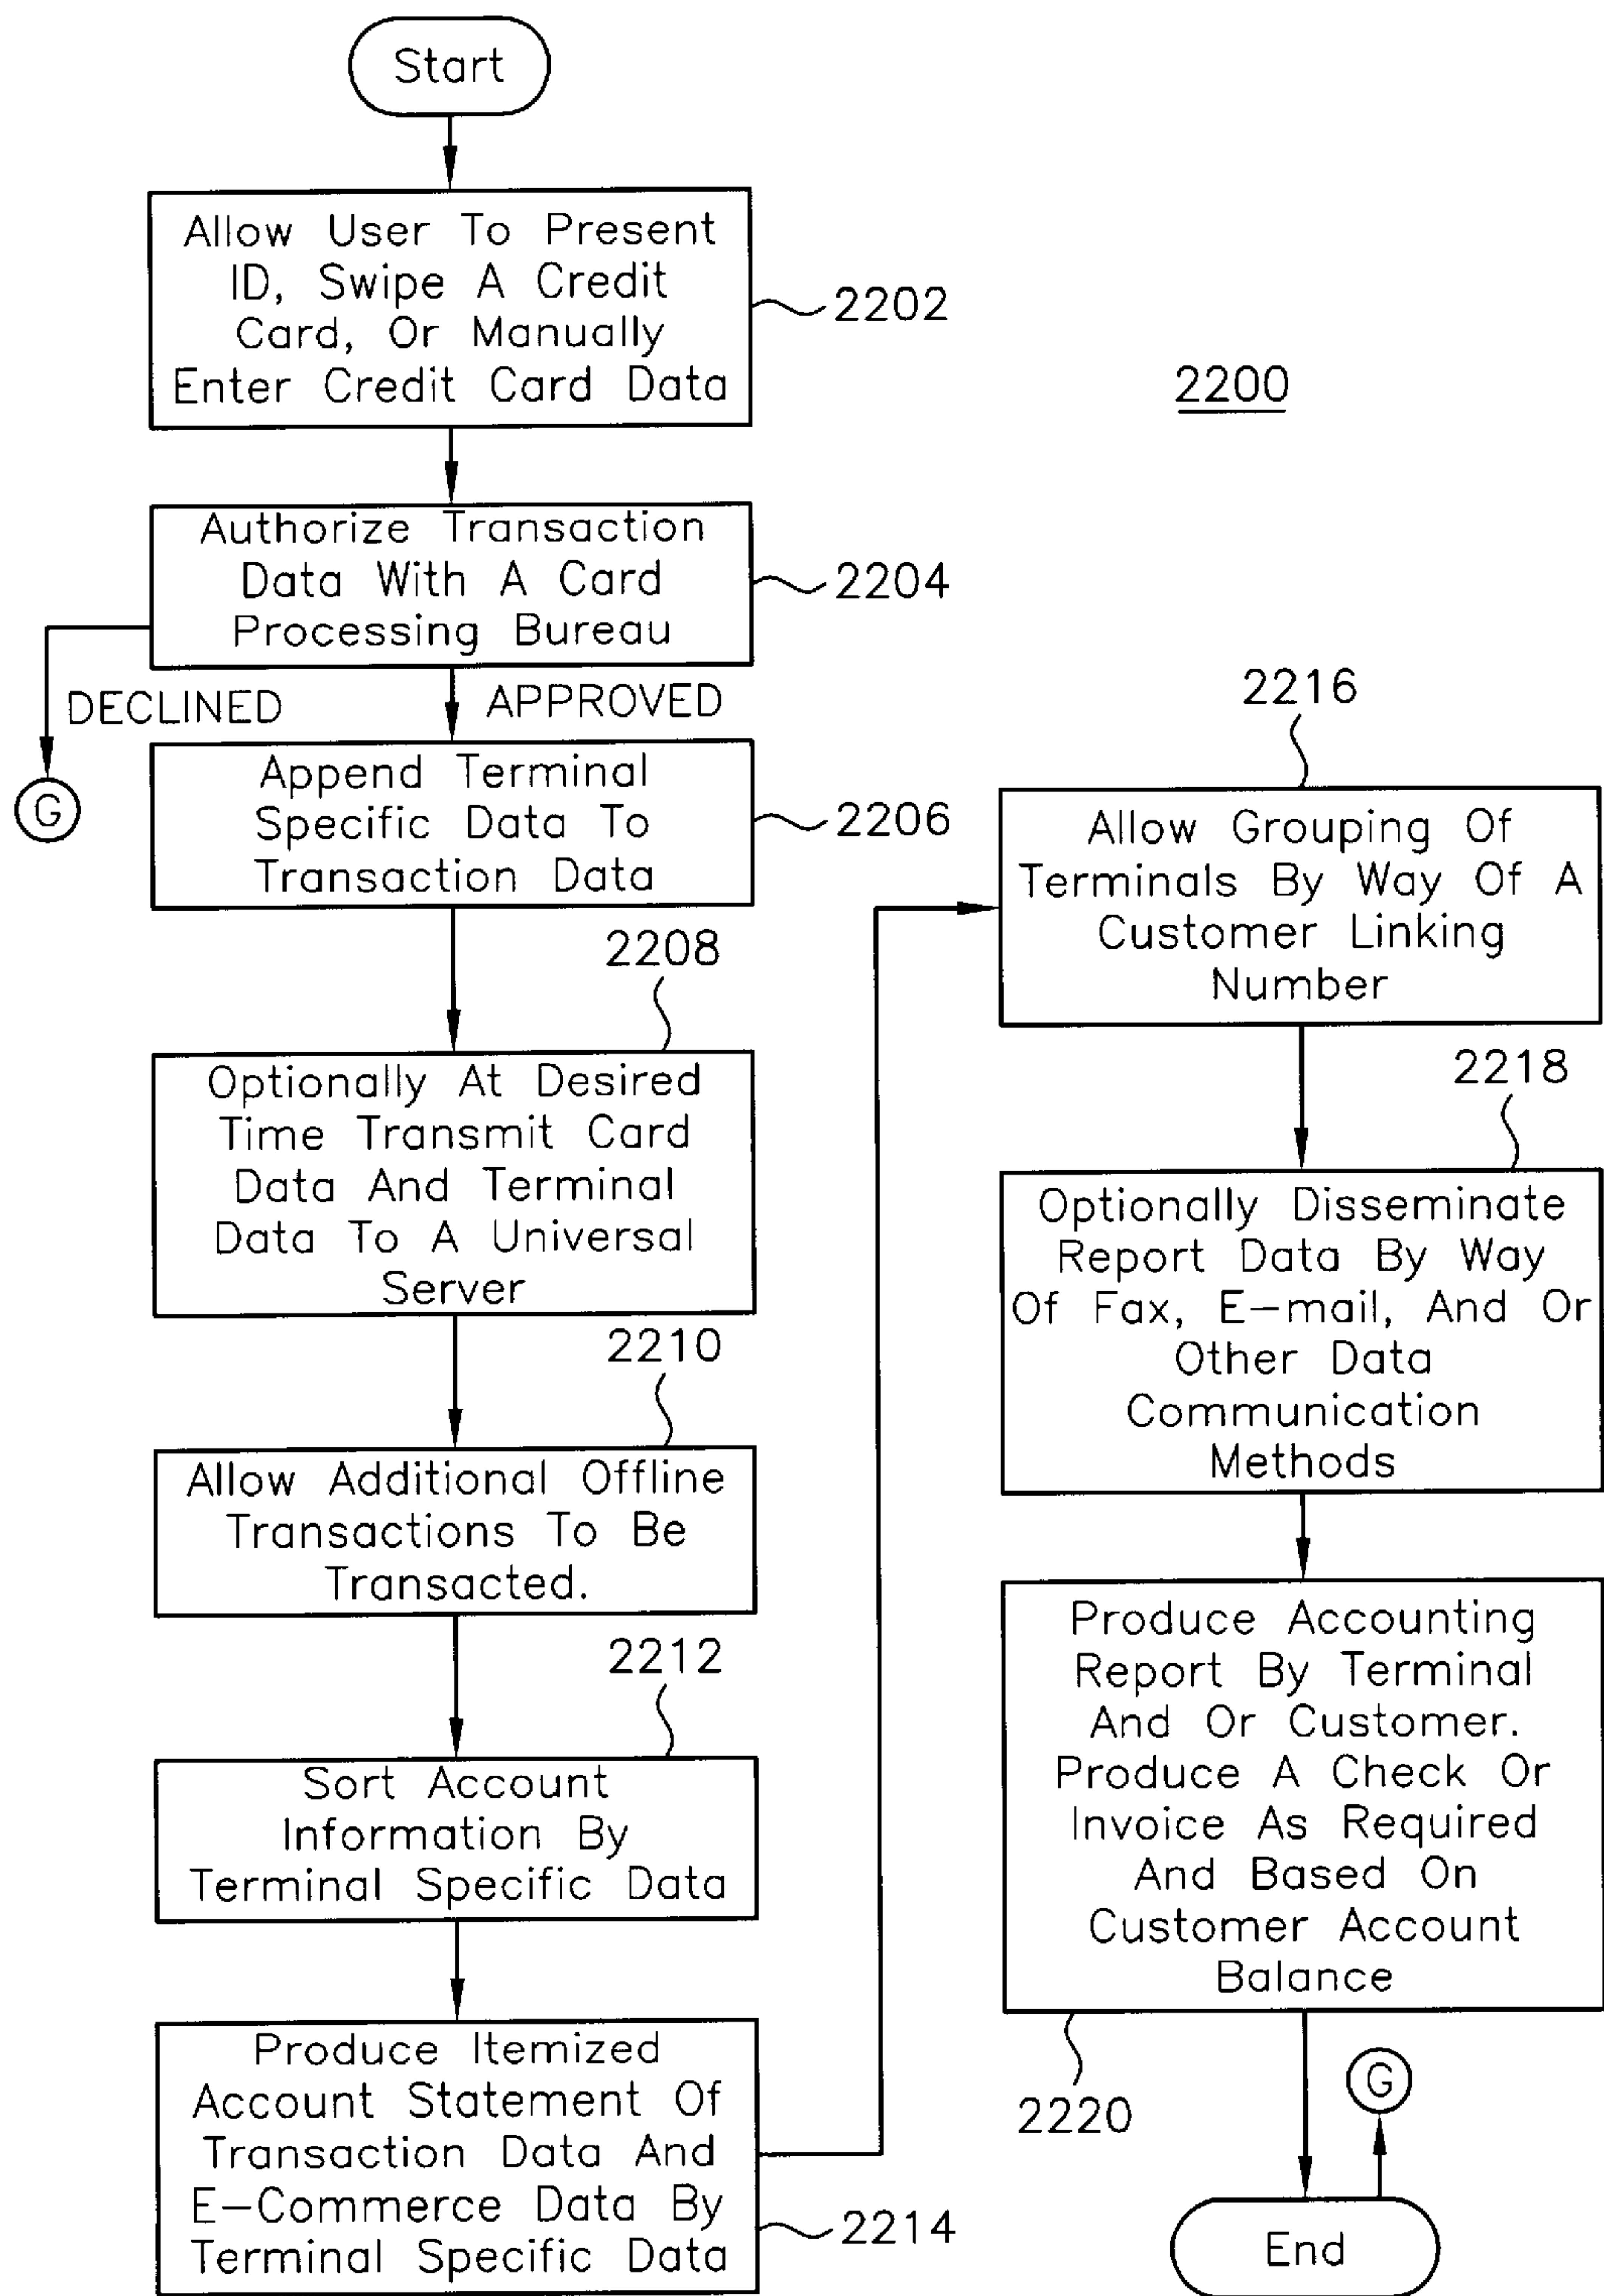 Start
Allow User To Present
ID, Swipe A Credit
Card, Or Manually
Enter Credit Card Data
2202
2200
Authorize Transaction
Data With A Card
Processing Bureau
2204
DECLINED
APPROVED
G
Append Terminal
Specific Data To
Transaction Data
2206
2208
Optionally At Desired
Time Transmit Card
Data And Terminal
Data To A Universal
Server
2210
Allow Additional Offline
Transactions To Be
Transacted.
2212
Sort Account
Information By
Terminal Specific Data
Produce Itemized
Account Statement Of
Transaction Data And
E-Commerce Data By
Terminal Specific Data
2214
2216
Allow Grouping Of
Terminals By Way Of A
Customer Linking
Number
2218
Optionally Disseminate
Report Data By Way
Of Fax, E-mail, And Or
Other Data
Communication
Methods
Produce Accounting
Report By Terminal
And Or Customer.
Produce A Check Or
Invoice As Required
And Based On
Customer Account
Balance
2220
G
End